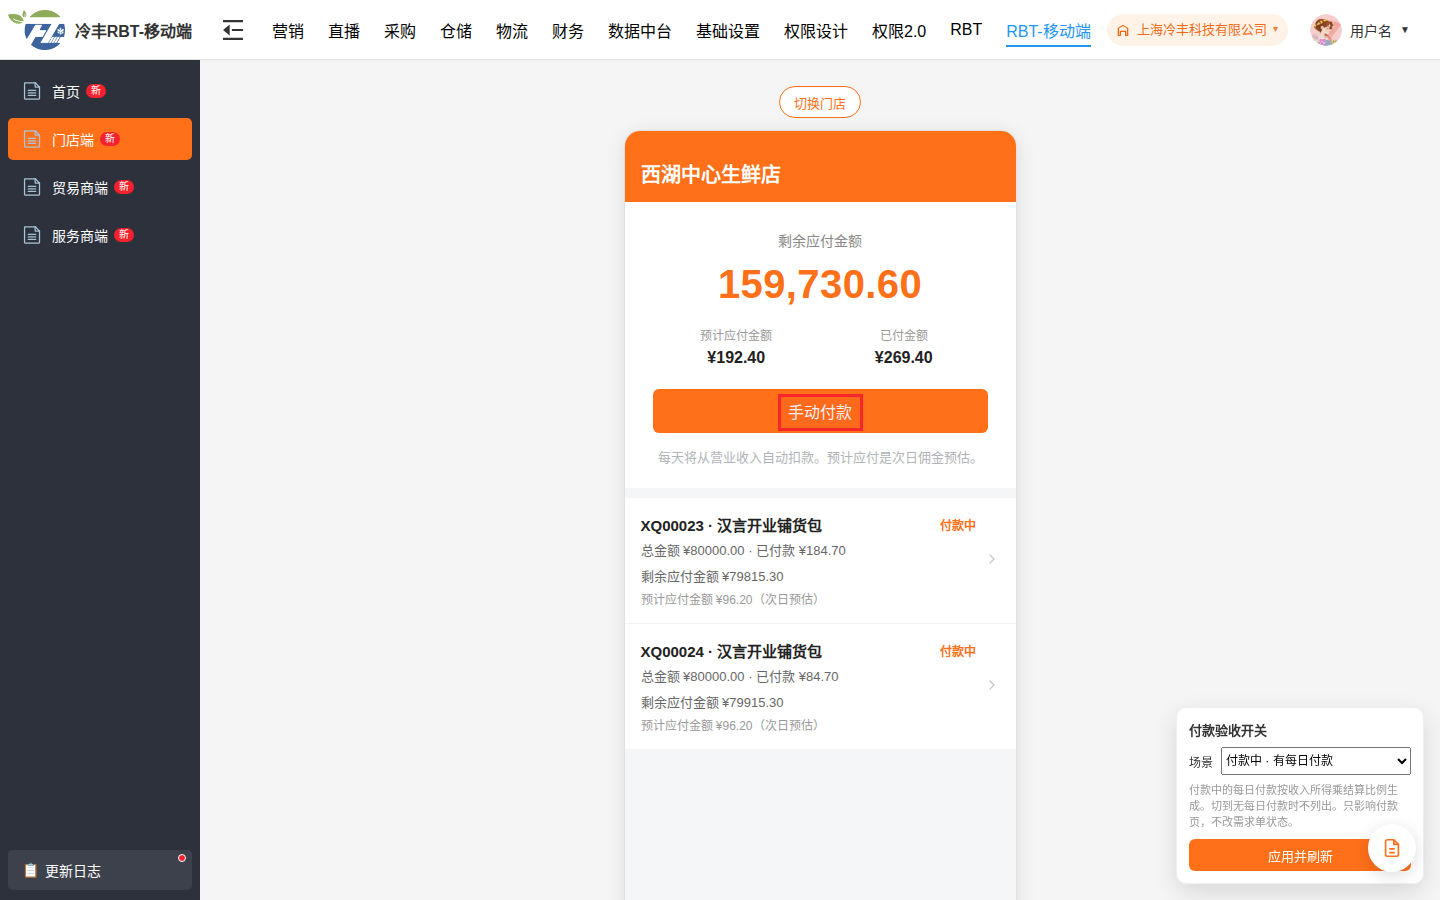 冷丰RBT-移动端
营销 直播 采购 仓储 物流 财务 数据中台 基础设置 权限设计 权限2.0 RBT RBT-移动端
上海冷丰科技有限公司
用户名
首页 新
门店端 新
贸易商端 新
服务商端 新
更新日志
切换门店
西湖中心生鲜店
剩余应付金额
159,730.60
预计应付金额 已付金额
¥192.40 ¥269.40
手动付款
每天将从营业收入自动扣款。预计应付是次日佣金预估。
XQ00023 · 汉言开业铺货包 付款中
总金额 ¥80000.00 · 已付款 ¥184.70
剩余应付金额 ¥79815.30
预计应付金额 ¥96.20（次日预估）
XQ00024 · 汉言开业铺货包 付款中
总金额 ¥80000.00 · 已付款 ¥84.70
剩余应付金额 ¥79915.30
预计应付金额 ¥96.20（次日预估）
付款验收开关
场景 付款中 · 有每日付款
付款中的每日付款按收入所得乘结算比例生
成。切到无每日付款时不列出。只影响付款
页，不改需求单状态。
应用并刷新